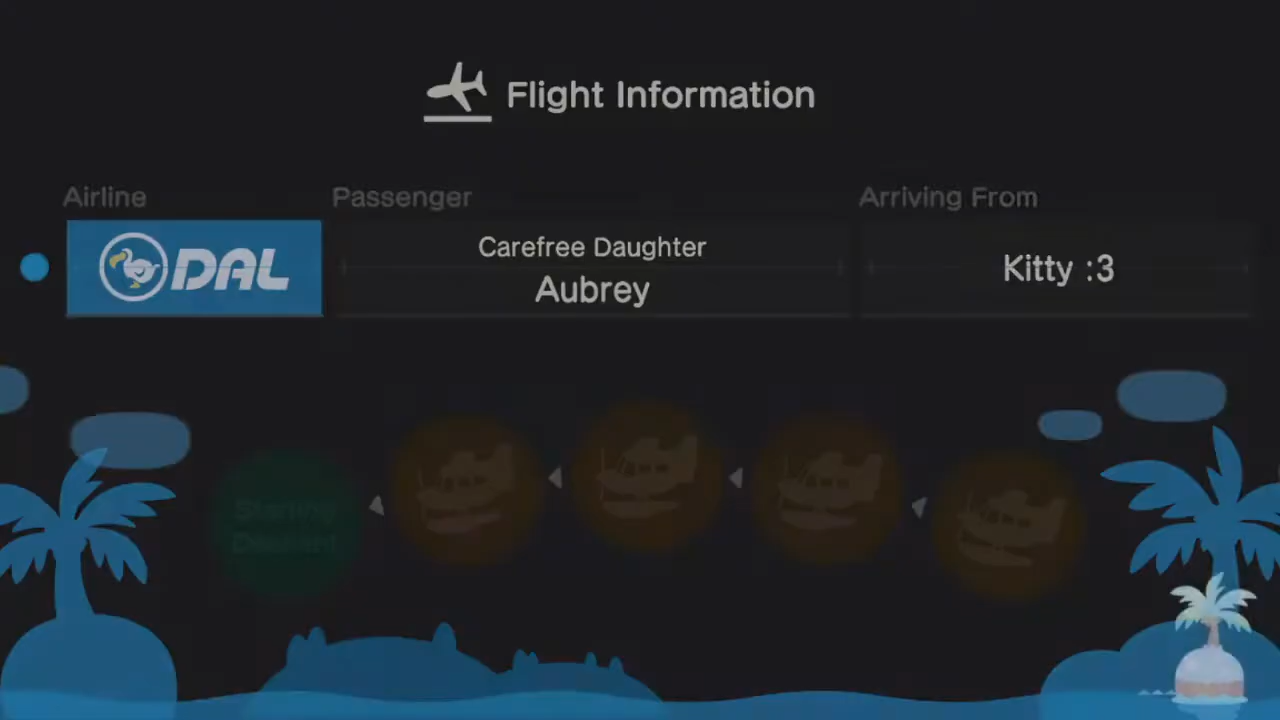 Flight Information
Airline
Passenger
Arriving From
DAL
Carefree Daughter
Aubrey
Kitty :3